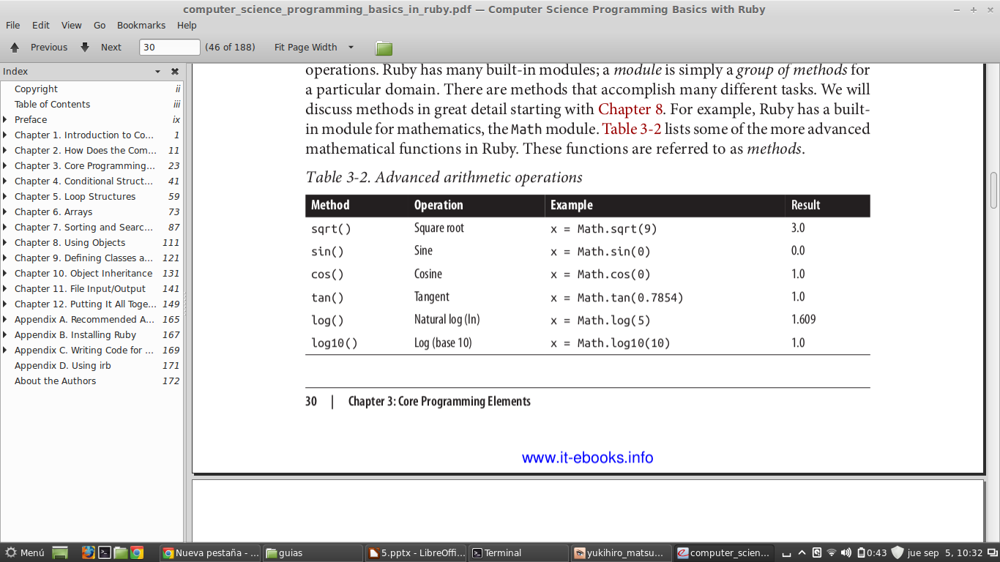 computer_science_programming_basics_in_ruby.pdf — Computer Science Programming Basics with Ruby
File Edit View Go Bookmarks Help
Previous Next 30 (46 of 188) Fit Page Width
Index
Copyright ii
Table of Contents iii
Preface ix
Chapter 1. Introduction to Co... 1
Chapter 2. How Does the Com... 11
Chapter 3. Core Programming... 23
Chapter 4. Conditional Struct... 41
Chapter 5. Loop Structures 59
Chapter 6. Arrays 73
Chapter 7. Sorting and Searc... 87
Chapter 8. Using Objects 111
Chapter 9. Defining Classes a... 121
Chapter 10. Object Inheritance 131
Chapter 11. File Input/Output 141
Chapter 12. Putting It All Toge... 149
Appendix A. Recommended A... 165
Appendix B. Installing Ruby 167
Appendix C. Writing Code for ... 169
Appendix D. Using irb 171
About the Authors 172
operations. Ruby has many built-in modules; a module is simply a group of methods for
a particular domain. There are methods that accomplish many different tasks. We will
discuss methods in great detail starting with Chapter 8. For example, Ruby has a built-
in module for mathematics, the Math module. Table 3-2 lists some of the more advanced
mathematical functions in Ruby. These functions are referred to as methods.
Table 3-2. Advanced arithmetic operations
Method Operation Example Result
sqrt() Square root x = Math.sqrt(9) 3.0
sin() Sine x = Math.sin(0) 0.0
cos() Cosine x = Math.cos(0) 1.0
tan() Tangent x = Math.tan(0.7854) 1.0
log() Natural log (ln) x = Math.log(5) 1.609
log10() Log (base 10) x = Math.log10(10) 1.0
30 | Chapter 3: Core Programming Elements
www.it-ebooks.info
Menú Nueva pestaña - ... guias 5.pptx - LibreOffi... Terminal yukihiro_matsu... computer_scien... 0:43 jue sep 5, 10:32